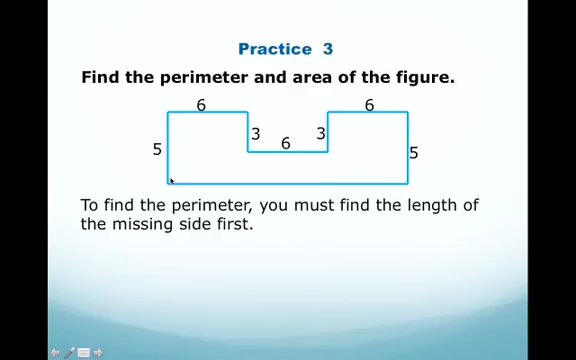 Practice 3
Find the perimeter and area of the figure.
6 6
5 3 6 3 5
To find the perimeter, you must find the length of
the missing side first.